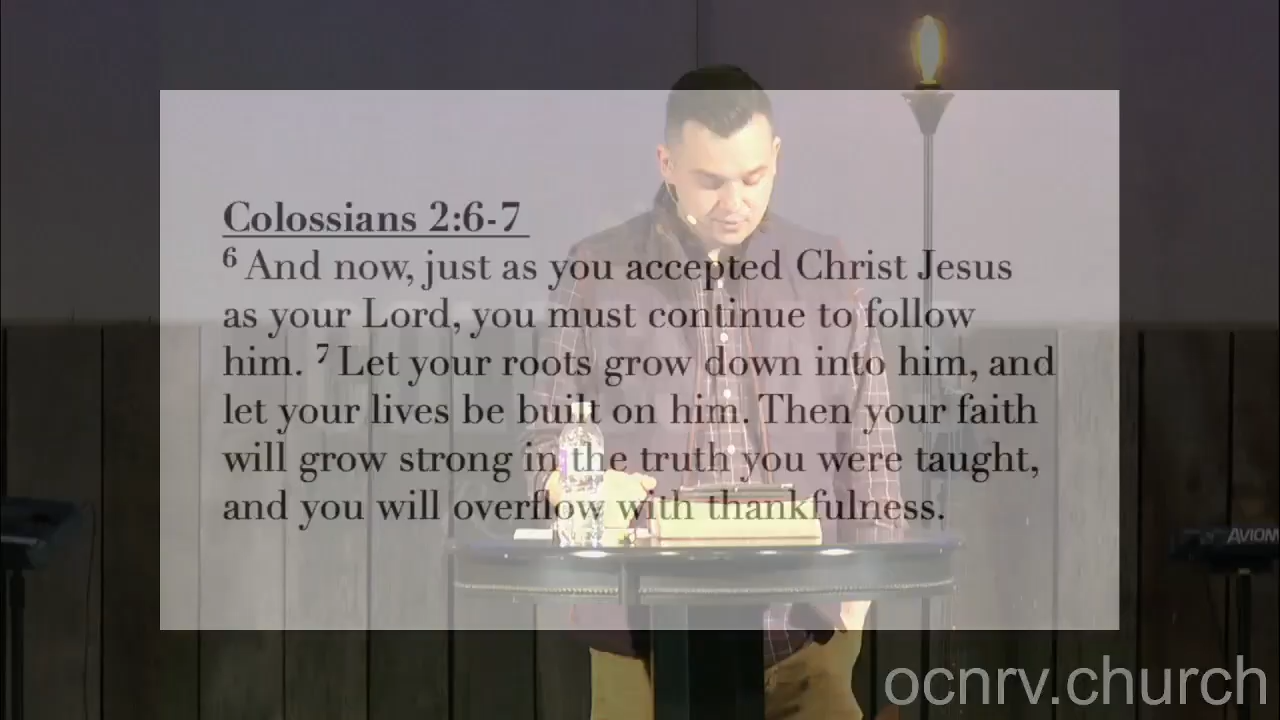 Colossians 2:6-7
6 And now, just as you accepted Christ Jesus
as your Lord, you must continue to follow
him. 7 Let your roots grow down into him, and
let your lives be built on him. Then your faith
will grow strong in the truth you were taught,
and you will overflow with thankfulness.
AVIOM
ocnrv.church